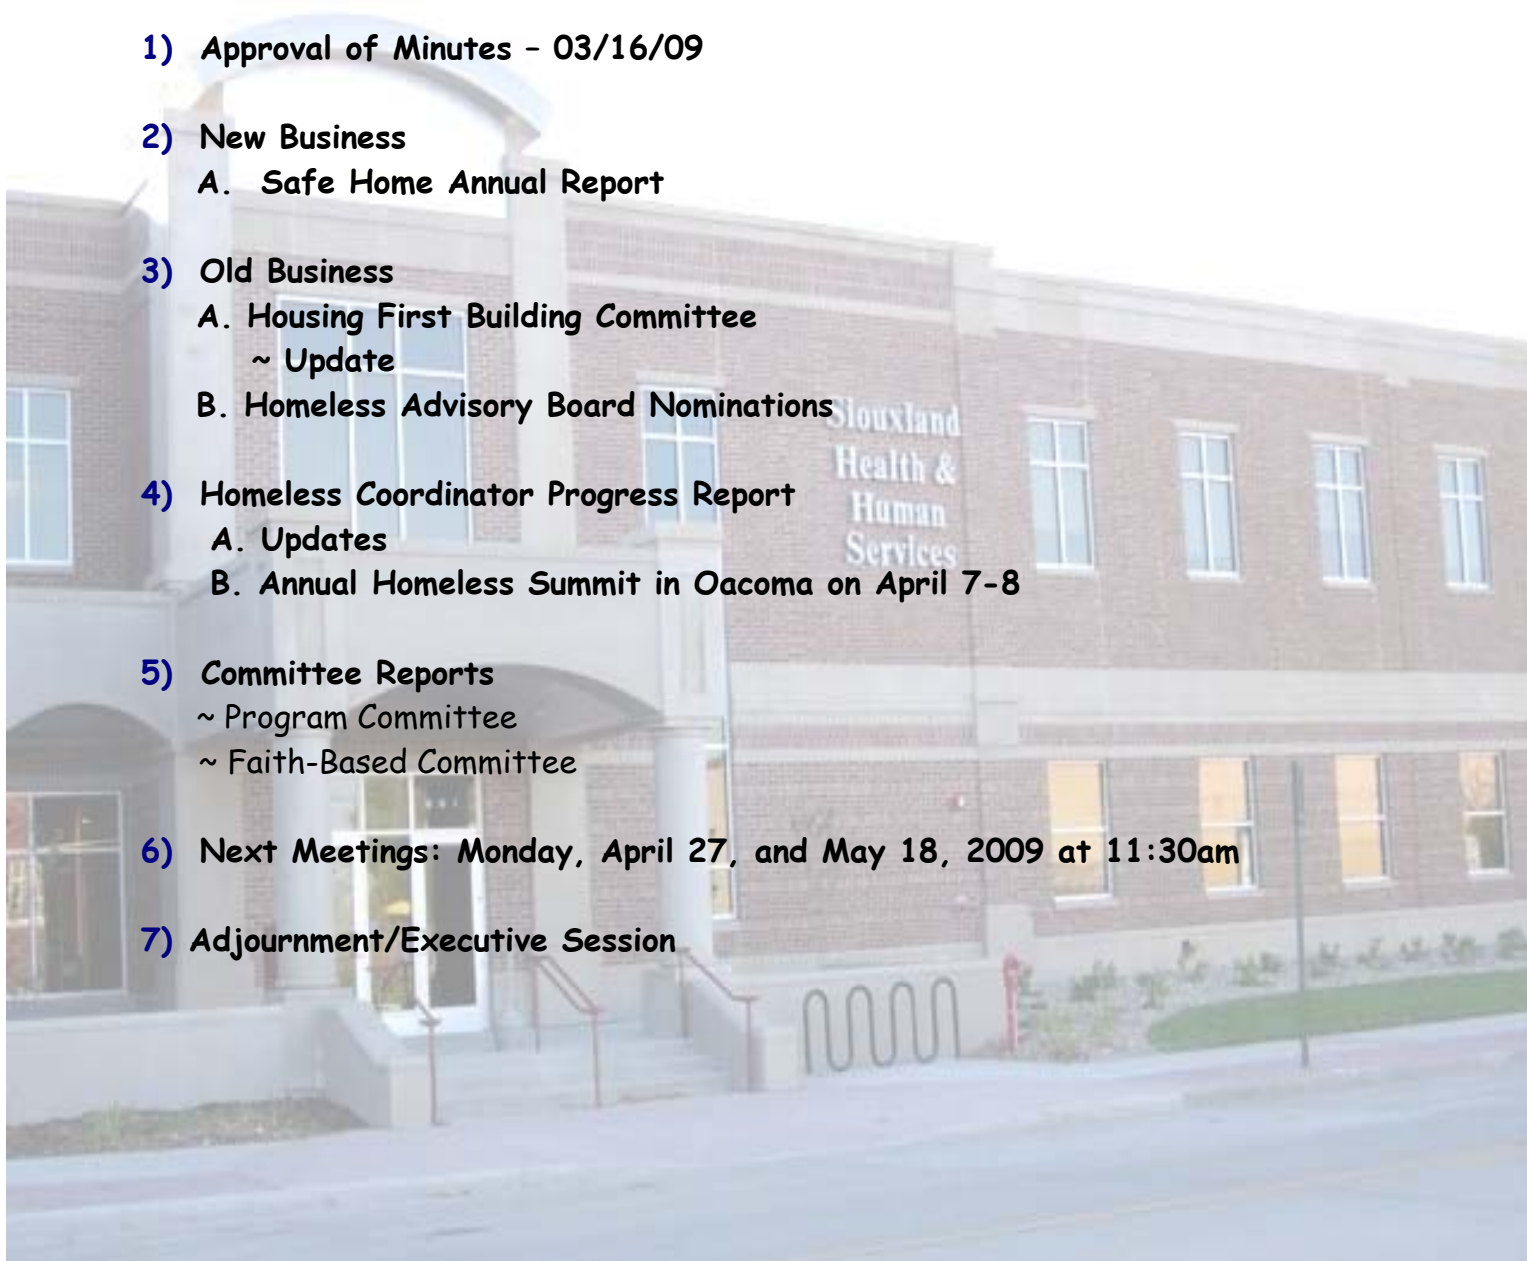 1) Approval of Minutes – 03/16/09
2) New Business
A. Safe Home Annual Report
3) Old Business
A. Housing First Building Committee
~ Update
B. Homeless Advisory Board Nominations
Siouxland
Health &
Human
Services
4) Homeless Coordinator Progress Report
A. Updates
B. Annual Homeless Summit in Oacoma on April 7-8
5) Committee Reports
~ Program Committee
~ Faith-Based Committee
6) Next Meetings: Monday, April 27, and May 18, 2009 at 11:30am
7) Adjournment/Executive Session